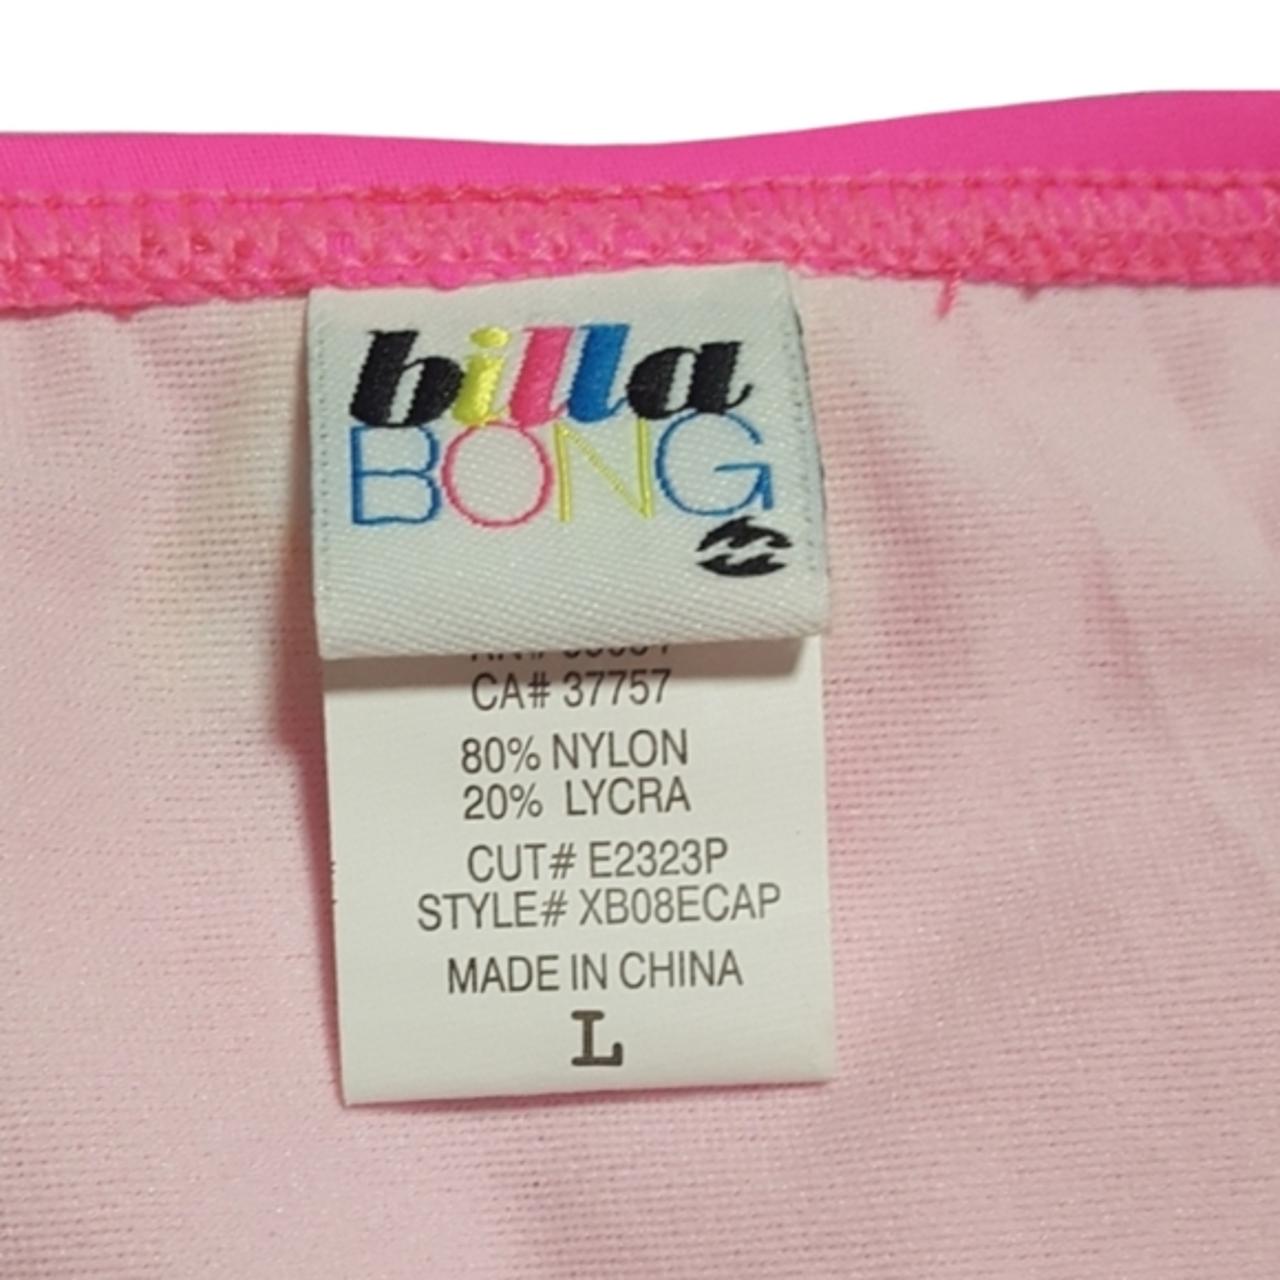 billa
BONG
CA# 37757
80% NYLON
20% LYCRA
CUT# E2323P
STYLE# XB08ECAP
MADE IN CHINA
L